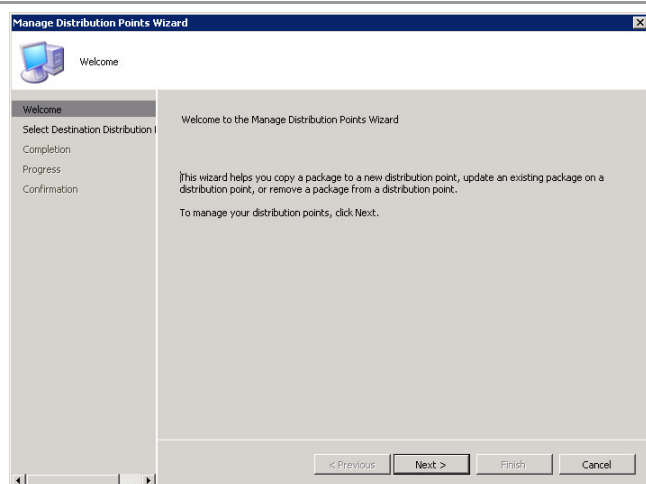 Manage Distribution Points Wizard
Welcome
Welcome
Select Destination Distribution
Completion
Progress
Confirmation
Welcome to the Manage Distribution Points Wizard
This wizard helps you copy a package to a new distribution point, update an existing package on a
distribution point, or remove a package from a distribution point.
To manage your distribution points, click Next.
< Previous
Next >
Finish
Cancel